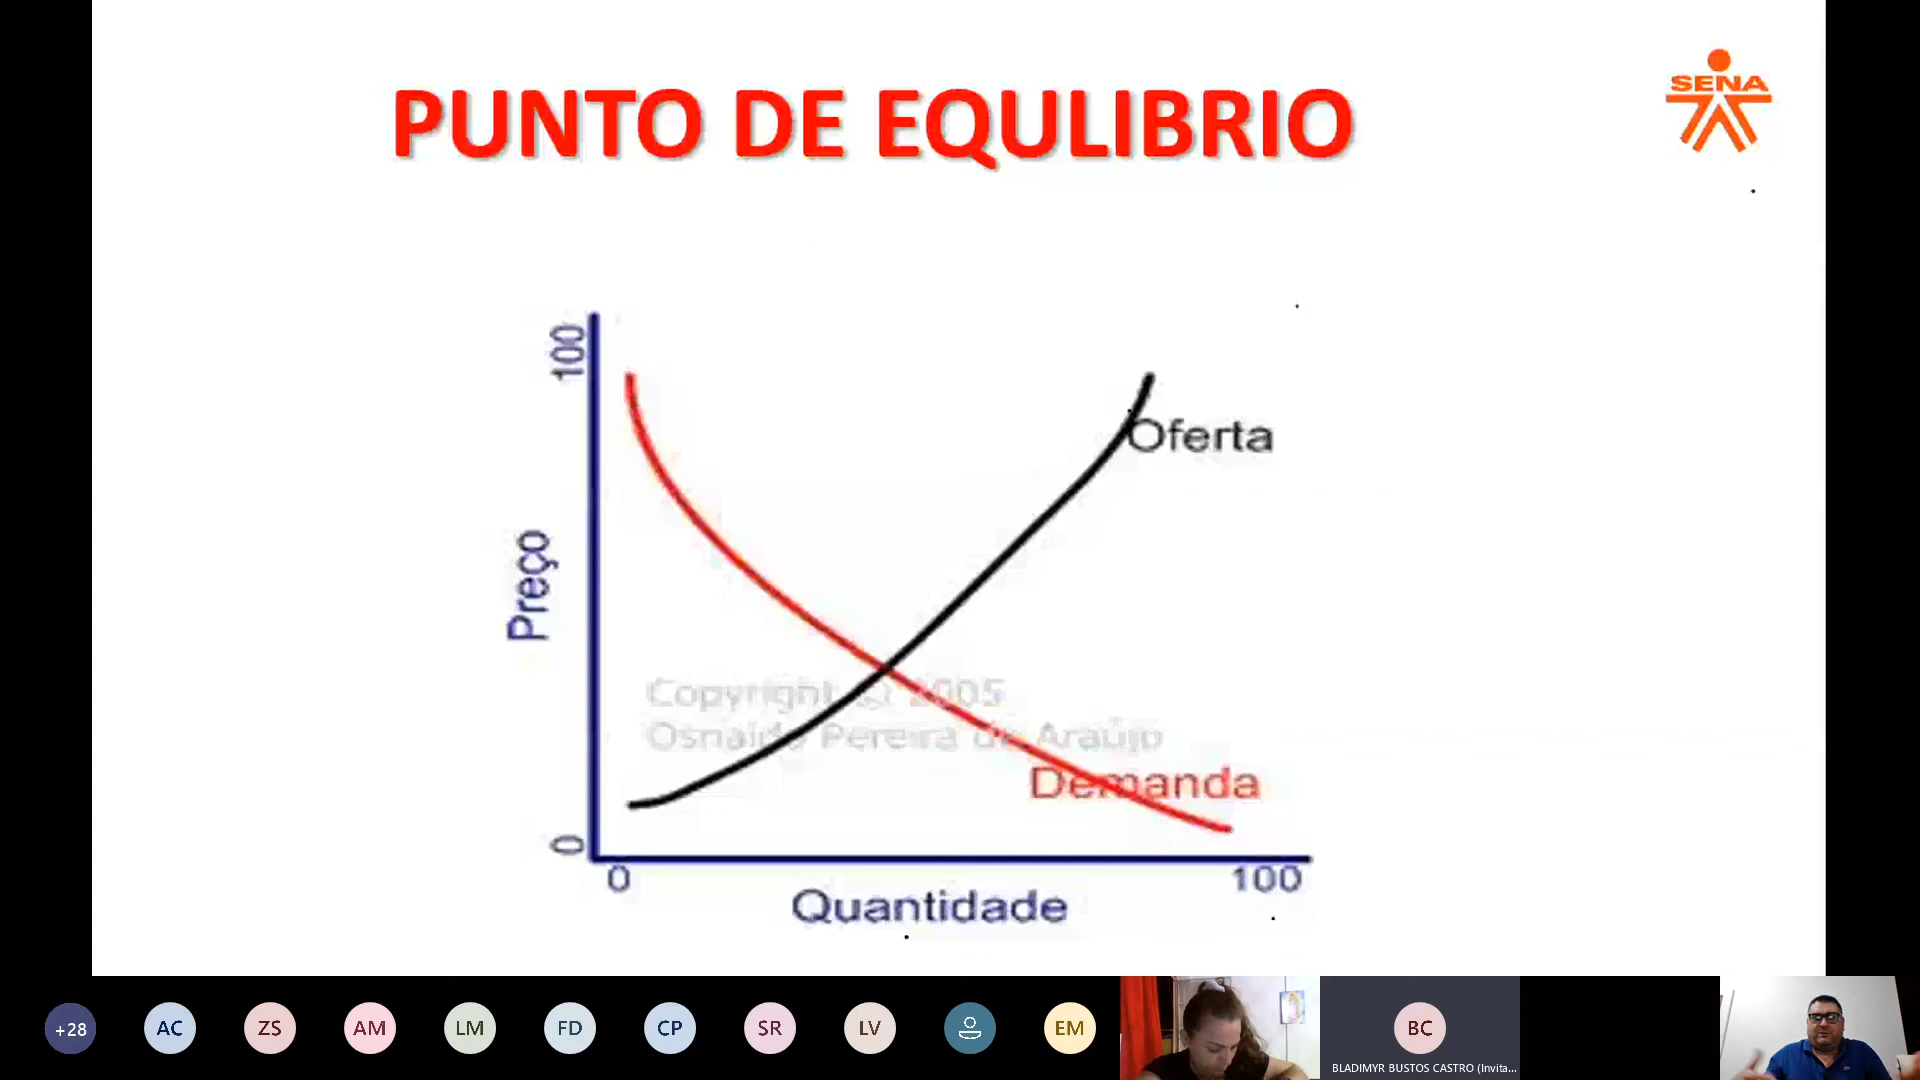 PUNTO DE EQULIBRIO
SENA
100
Oferta
Preço
Copyright © 2005
Osnaldo Pereira de Araújo
Demanda
0
0
100
Quantidade
+28
AC
ZS
AM
LM
FD
CP
SR
LV
EM
BC
BLADIMYR BUSTOS CASTRO (Invita...